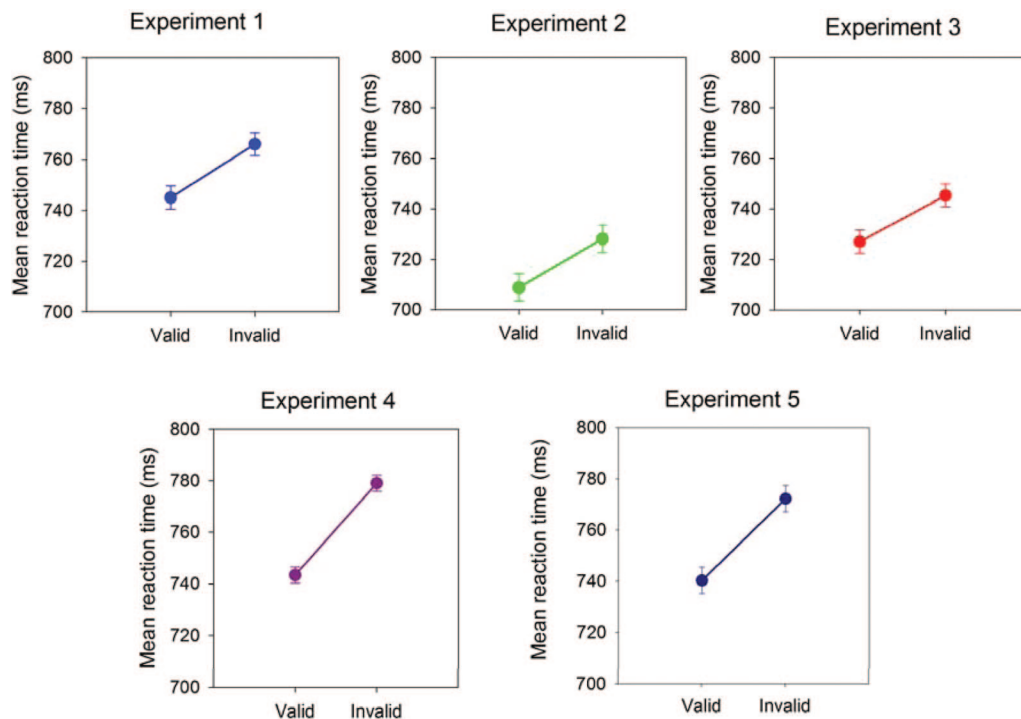 Experiment 1
Mean reaction time (ms)
800
780
760
740
720
700
Valid Invalid
Experiment 2
Mean reaction time (ms)
800
780
760
740
720
700
Valid Invalid
Experiment 3
Mean reaction time (ms)
800
780
760
740
720
700
Valid Invalid
Experiment 4
Mean reaction time (ms)
800
780
760
740
720
700
Valid Invalid
Experiment 5
Mean reaction time (ms)
800
780
760
740
720
700
Valid Invalid